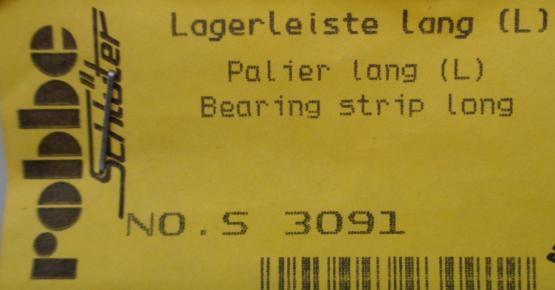 robbe
Schlüter
Lagerleiste lang (L)
Palier lang (L)
Bearing strip long
NO.S 3091